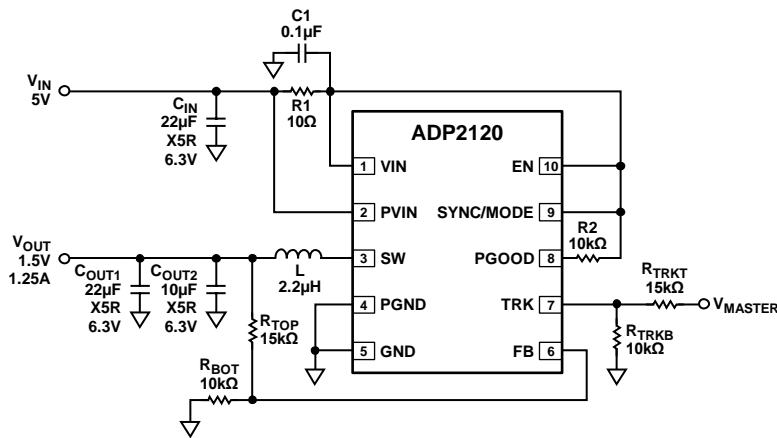 C1
0.1µF
VIN
5V
CIN
22µF
X5R
6.3V
R1
10Ω
ADP2120
1
VIN
EN
10
2
PVIN
SYNC/MODE
9
R2
10kΩ
VOUT
1.5V
1.25A
COUT1
22µF
X5R
6.3V
COUT2
10µF
X5R
6.3V
L
2.2µH
3
SW
PGOOD
8
RTRKT
15kΩ
VMASTER
4
PGND
TRK
7
RTOP
15kΩ
RTRKB
10kΩ
5
GND
FB
6
RBOT
10kΩ